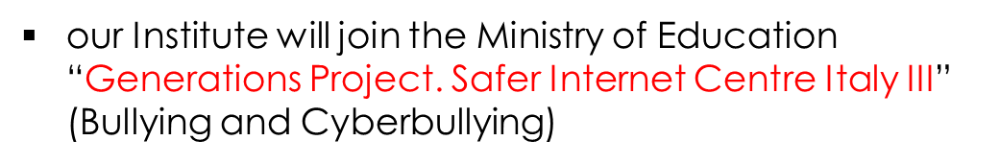 ▪ our Institute will join the Ministry of Education
“Generations Project. Safer Internet Centre Italy III”
(Bullying and Cyberbullying)